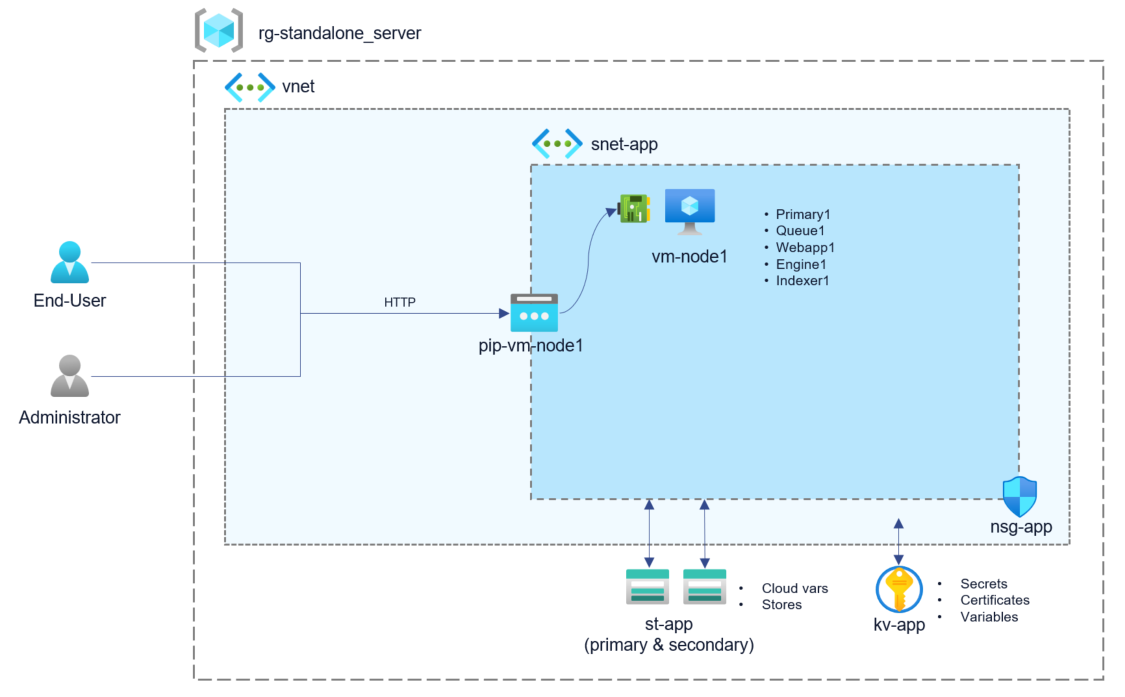 rg-standalone_server
vnet
snet-app
vm-node1
• Primary1
• Queue1
• Webapp1
• Engine1
• Indexer1
End-User
HTTP
pip-vm-node1
Administrator
nsg-app
st-app
(primary & secondary)
• Cloud vars
• Stores
kv-app
• Secrets
• Certificates
• Variables